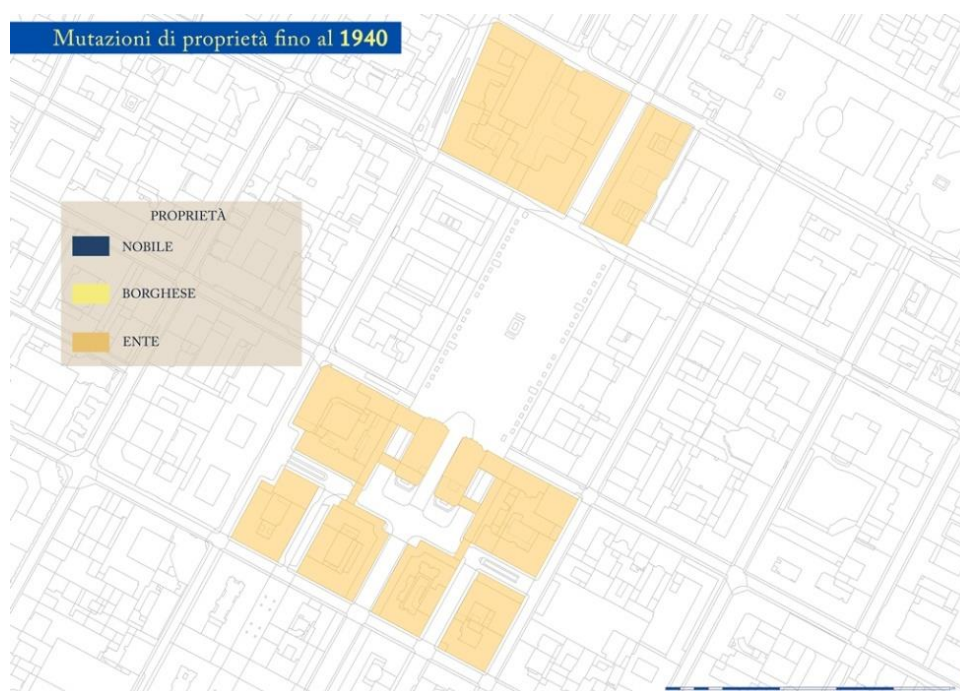 Mutazioni di proprietà fino al 1940
PROPRIETÀ
NOBILE
BORGHESE
ENTE